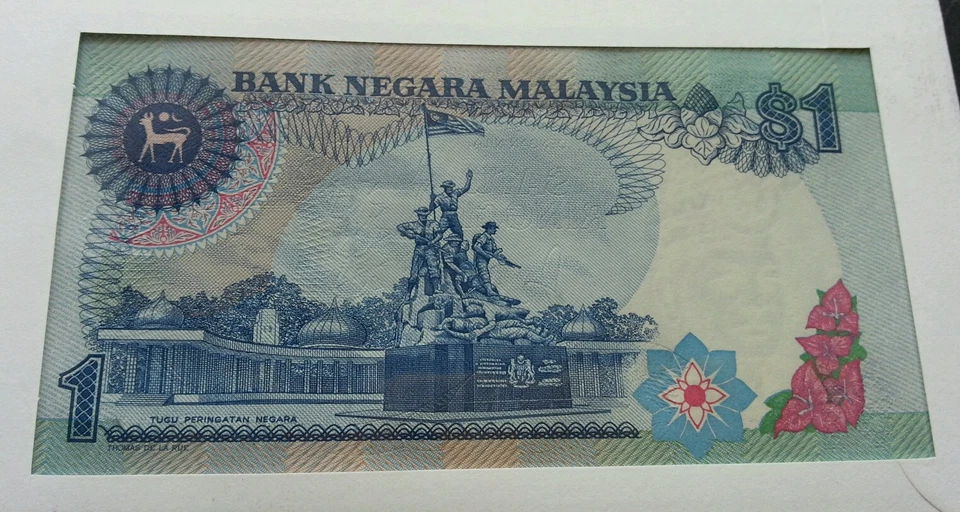 BANK NEGARA MALAYSIA
$1
1
TUGU PERINGATAN NEGARA
THOMAS DE LA RUE